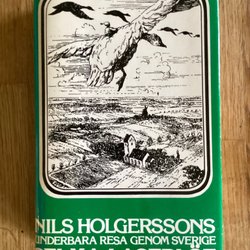 NILS HOLGERSSONS
UNDERBARA RESA GENOM SVERIGE